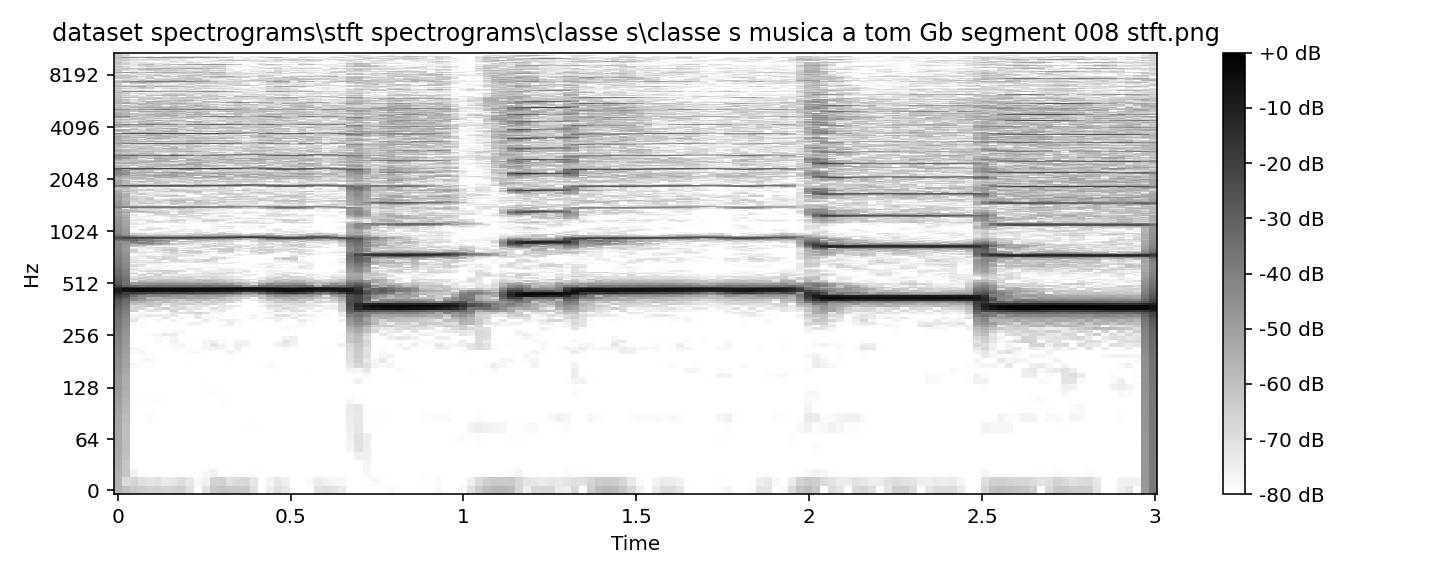 dataset spectrograms\stft spectrograms\classe s\classe s musica a tom Gb segment 008 stft.png
8192
4096
2048
1024
512
256
128
64
0
Hz
0
0.5
1
1.5
2
2.5
3
Time
+0 dB
-10 dB
-20 dB
-30 dB
-40 dB
-50 dB
-60 dB
-70 dB
-80 dB